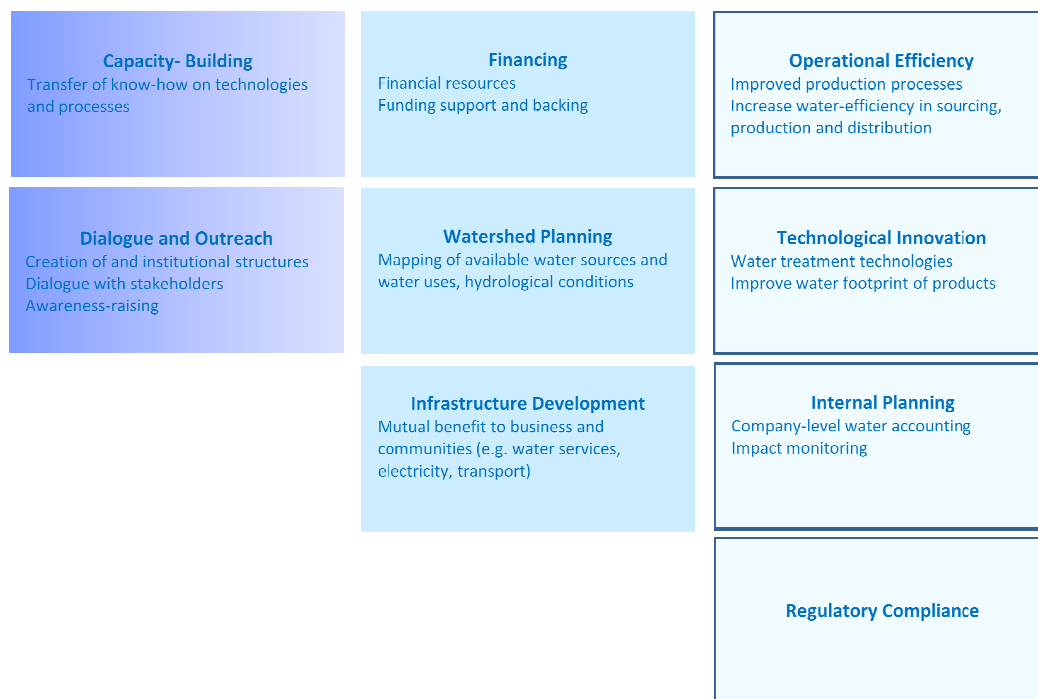 Capacity- Building
Transfer of know-how on technologies
and processes
Dialogue and Outreach
Creation of and institutional structures
Dialogue with stakeholders
Awareness-raising
Financing
Financial resources
Funding support and backing
Watershed Planning
Mapping of available water sources and
water uses, hydrological conditions
Infrastructure Development
Mutual benefit to business and
communities (e.g. water services,
electricity, transport)
Operational Efficiency
Improved production processes
Increase water-efficiency in sourcing,
production and distribution
Technological Innovation
Water treatment technologies
Improve water footprint of products
Internal Planning
Company-level water accounting
Impact monitoring
Regulatory Compliance